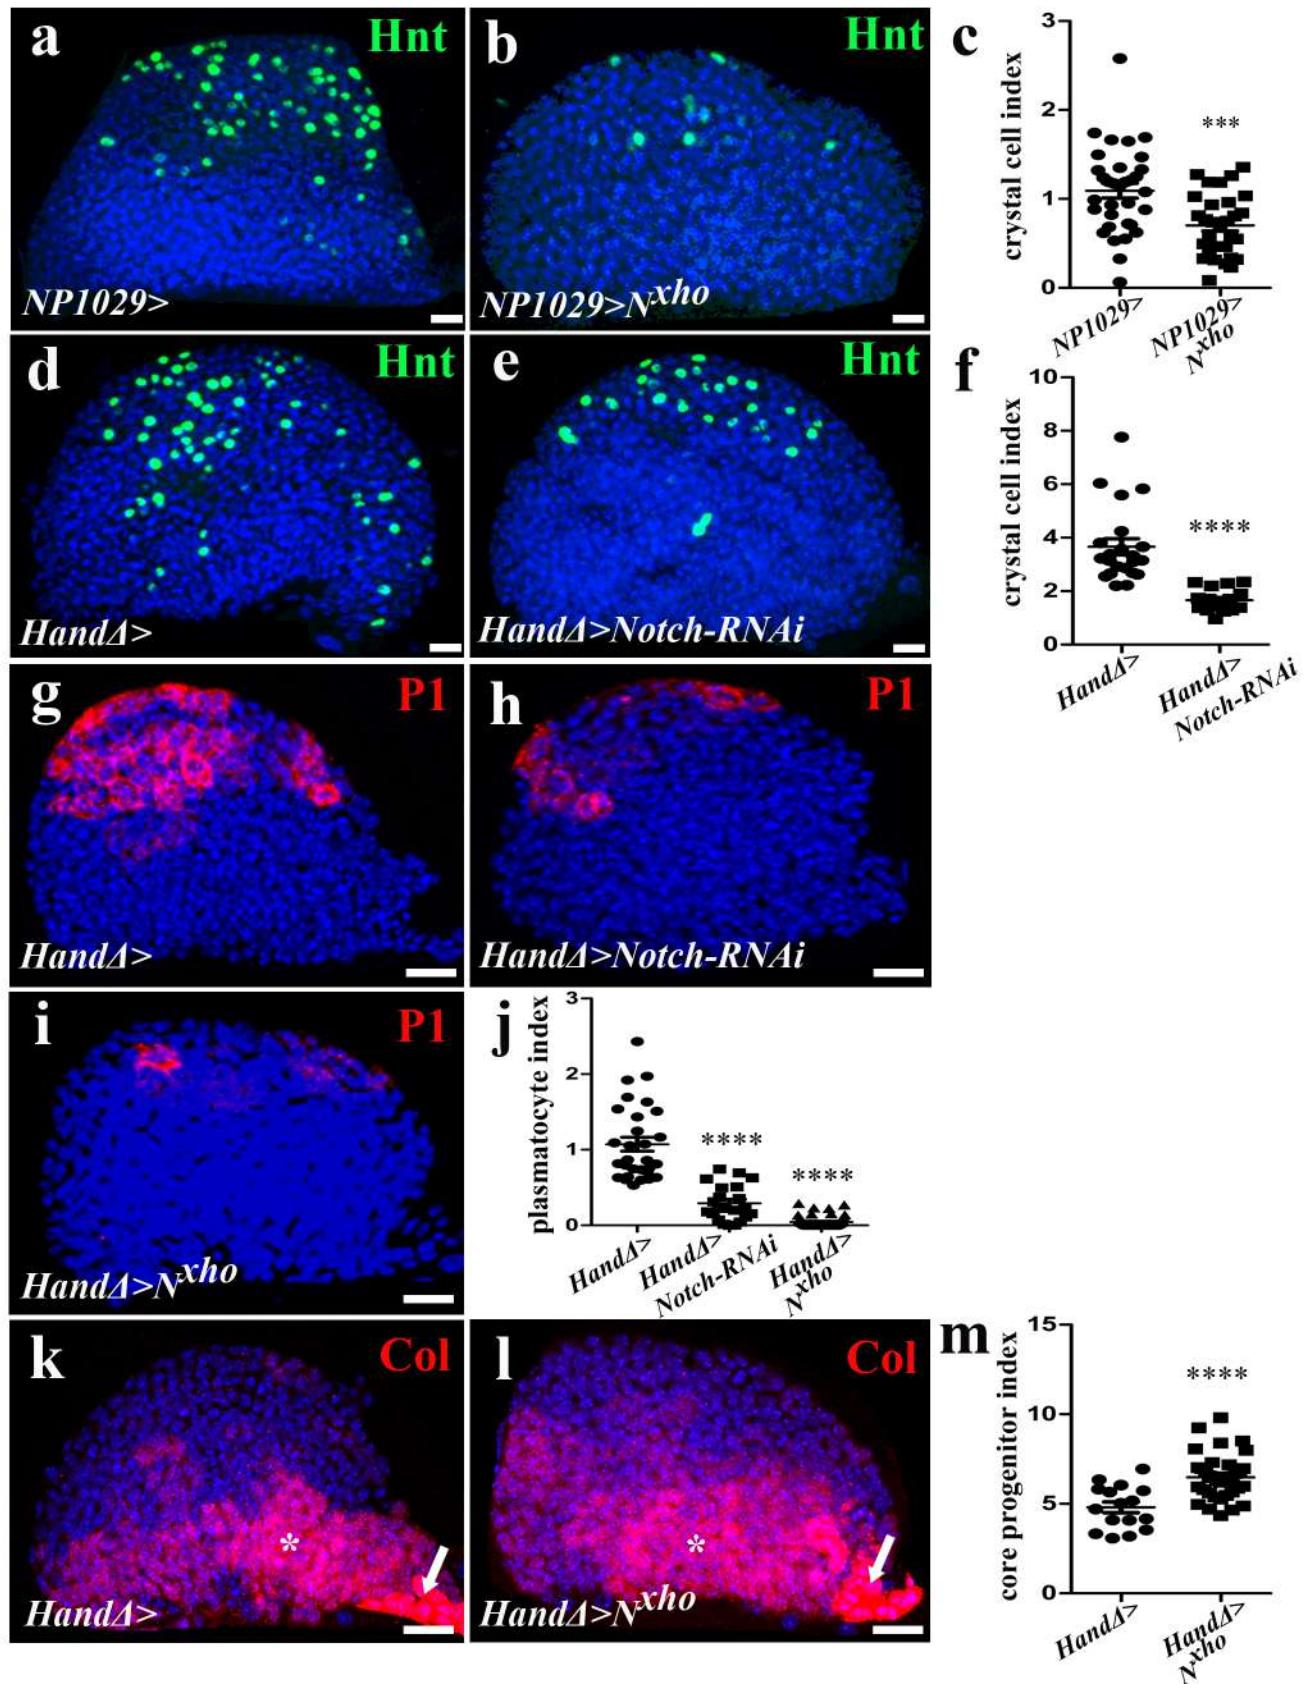 a Hnt
NP1029>
b Hnt
NP1029>N^xho
c
crystal cell index
3
2
1
0
***
NP1029>
NP1029>
N^xho
d Hnt
HandΔ>
e Hnt
HandΔ>Notch-RNAi
f
crystal cell index
10
8
6
4
2
0
****
HandΔ>
HandΔ>
Notch-RNAi
g P1
HandΔ>
h P1
HandΔ>Notch-RNAi
i P1
HandΔ>N^xho
j
plasmatocyte index
3
2
1
0
****
****
HandΔ>
HandΔ>
Notch-RNAi
HandΔ>
N^xho
k Col
*
HandΔ>
l Col
*
HandΔ>N^xho
m
core progenitor index
15
10
5
0
****
HandΔ>
HandΔ>
N^xho